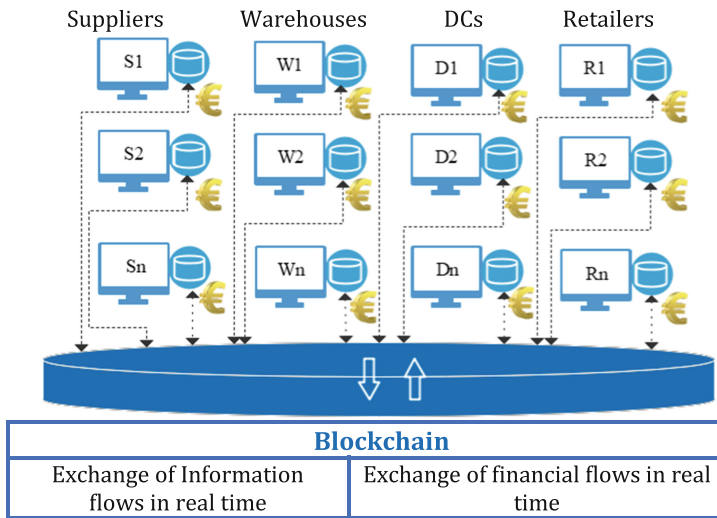 Suppliers Warehouses DCs Retailers
S1 W1 D1 R1
€ € € €
S2 W2 D2 R2
€ € € €
Sn Wn Dn Rn
€ € € €
Blockchain
Exchange of Information
flows in real time
Exchange of financial flows in real
time